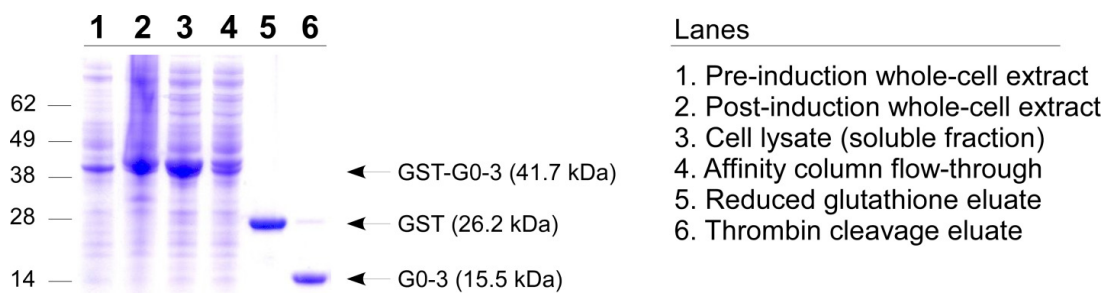 1 2 3 4 5 6
62
49
38
28
14
GST-G0-3 (41.7 kDa)
GST (26.2 kDa)
G0-3 (15.5 kDa)
Lanes
1. Pre-induction whole-cell extract
2. Post-induction whole-cell extract
3. Cell lysate (soluble fraction)
4. Affinity column flow-through
5. Reduced glutathione eluate
6. Thrombin cleavage eluate